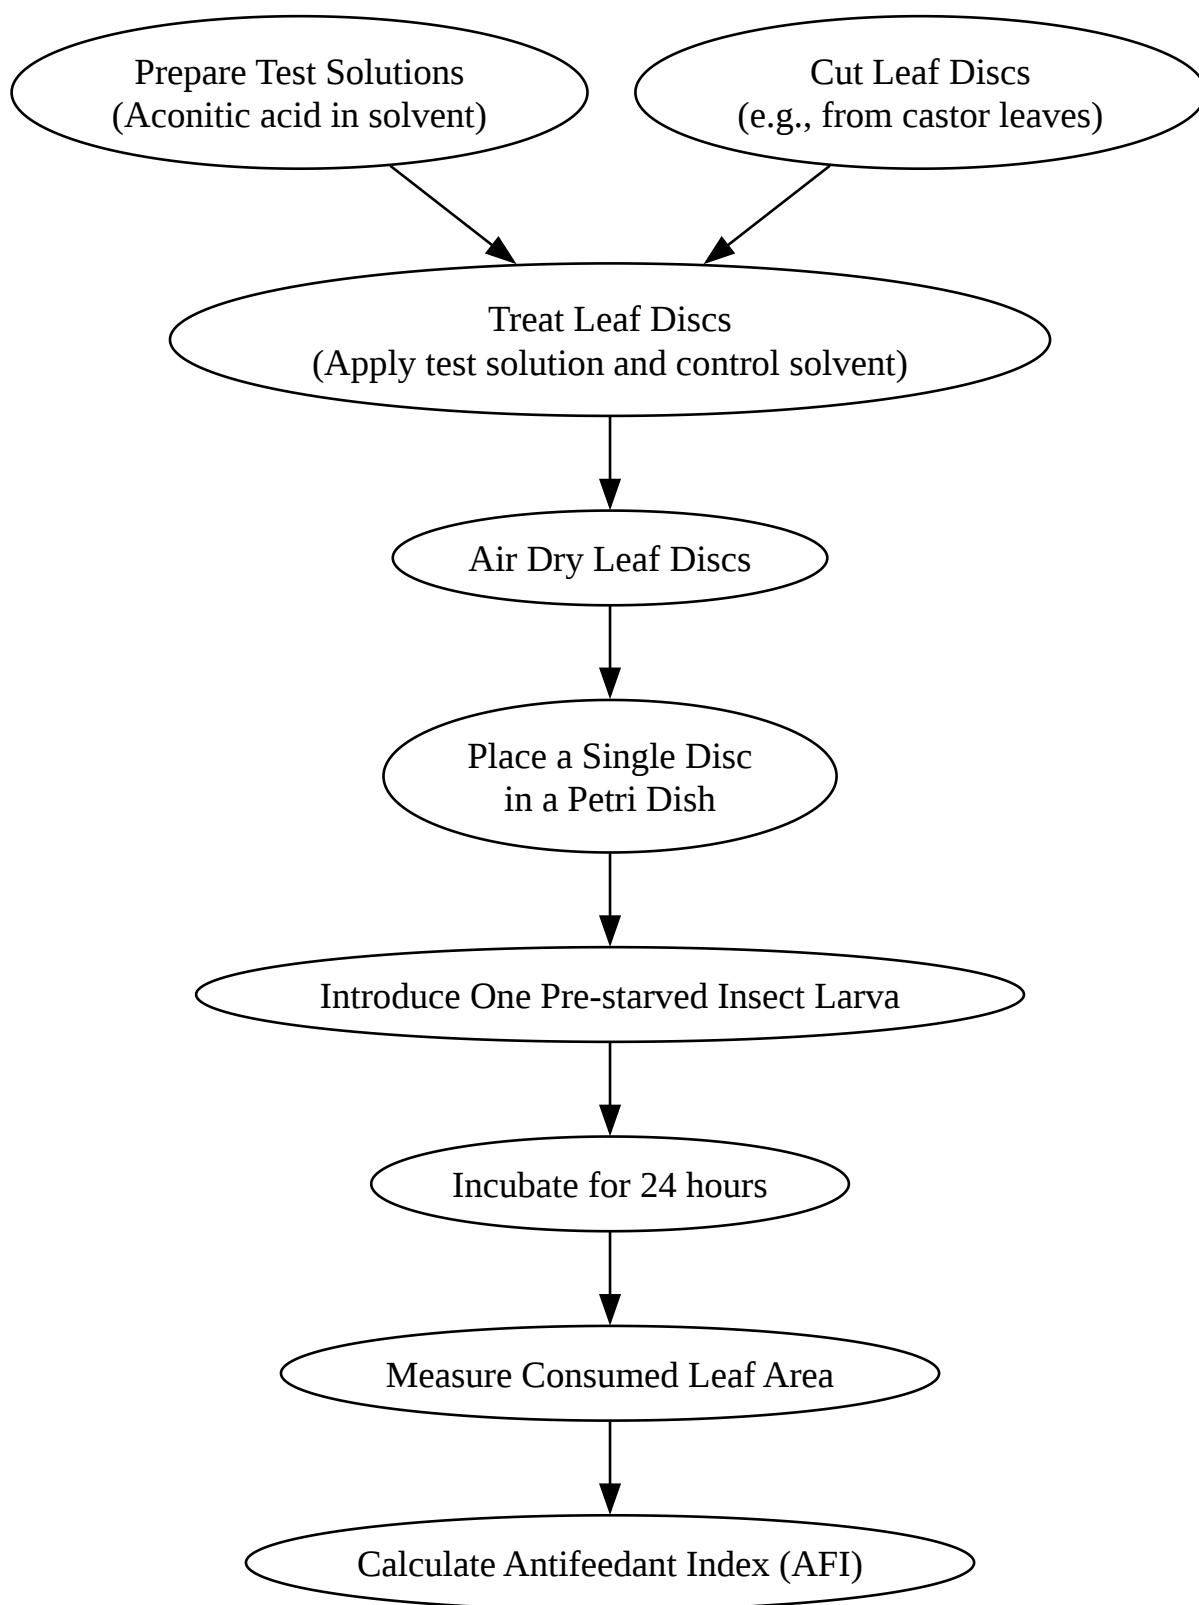 Prepare Test Solutions
(Aconitic acid in solvent)
Cut Leaf Discs
(e.g., from castor leaves)
Treat Leaf Discs
(Apply test solution and control solvent)
Air Dry Leaf Discs
Place a Single Disc
in a Petri Dish
Introduce One Pre-starved Insect Larva
Incubate for 24 hours
Measure Consumed Leaf Area
Calculate Antifeedant Index (AFI)